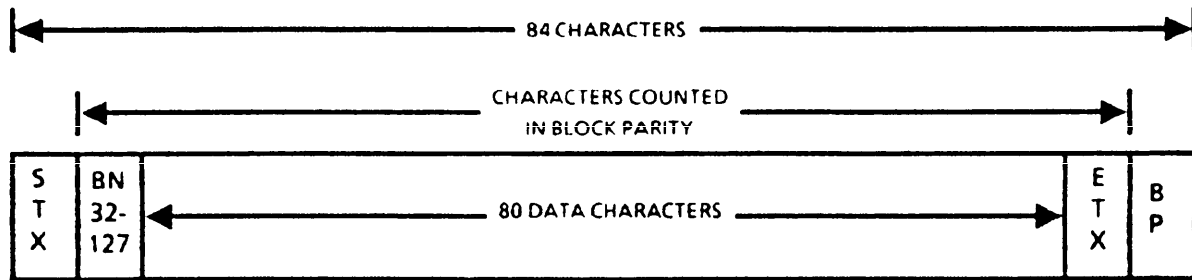 84 CHARACTERS
CHARACTERS COUNTED
IN BLOCK PARITY
S
T
X
BN
32-
127
80 DATA CHARACTERS
E
T
X
B
P